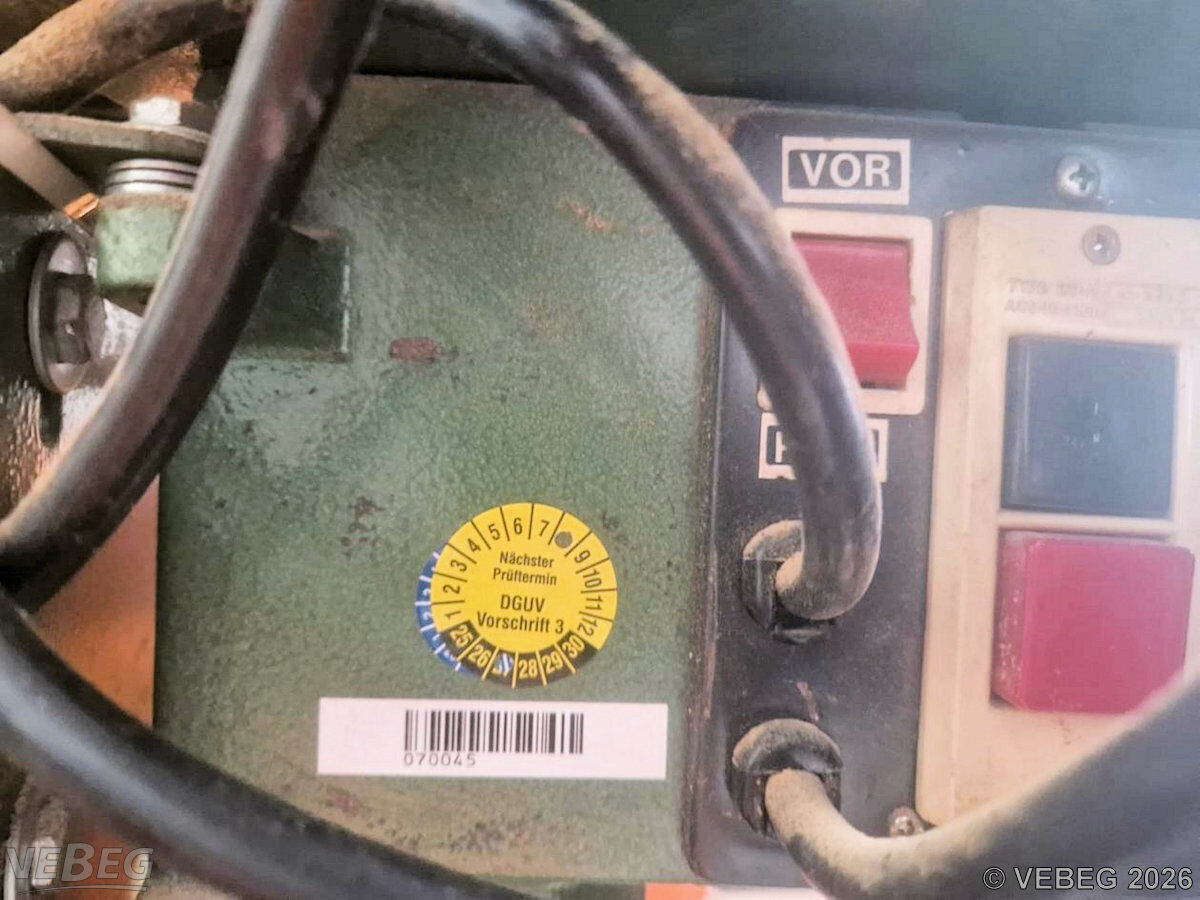 VOR
5 6 7 9
4 10
3 Nächster 11
2 Prüftermin 12
1 DGUV
Vorschrift 3
25 26 28 29 30
070045
VEBEG
© VEBEG 2026